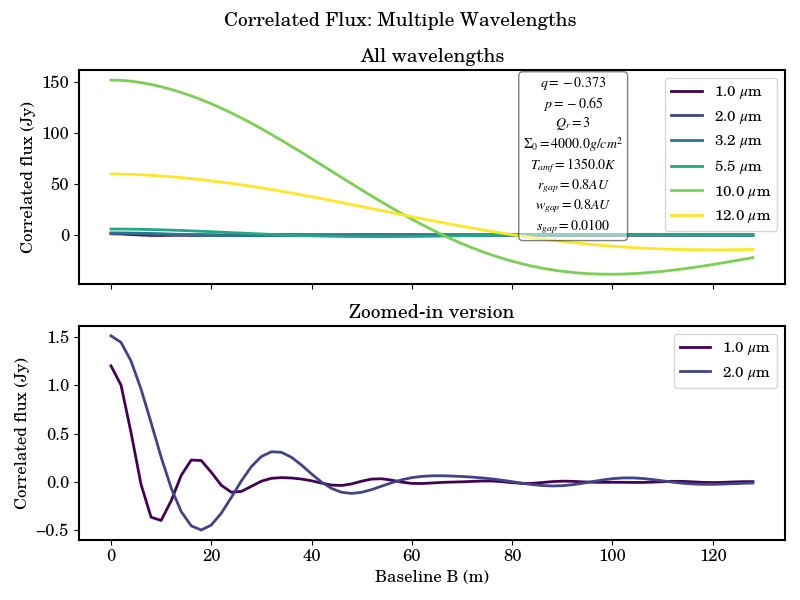 Correlated Flux: Multiple Wavelengths
All wavelengths
Correlated flux (Jy)
150
100
50
0
q = −0.373
p = −0.65
Q_r = 3
Σ_0 = 4000.0g/cm^2
T_amf = 1350.0K
r_gap = 0.8AU
w_gap = 0.8AU
s_gap = 0.0100
1.0 μm
2.0 μm
3.2 μm
5.5 μm
10.0 μm
12.0 μm
Zoomed-in version
Correlated flux (Jy)
1.5
1.0
0.5
0.0
−0.5
1.0 μm
2.0 μm
0 20 40 60 80 100 120
Baseline B (m)